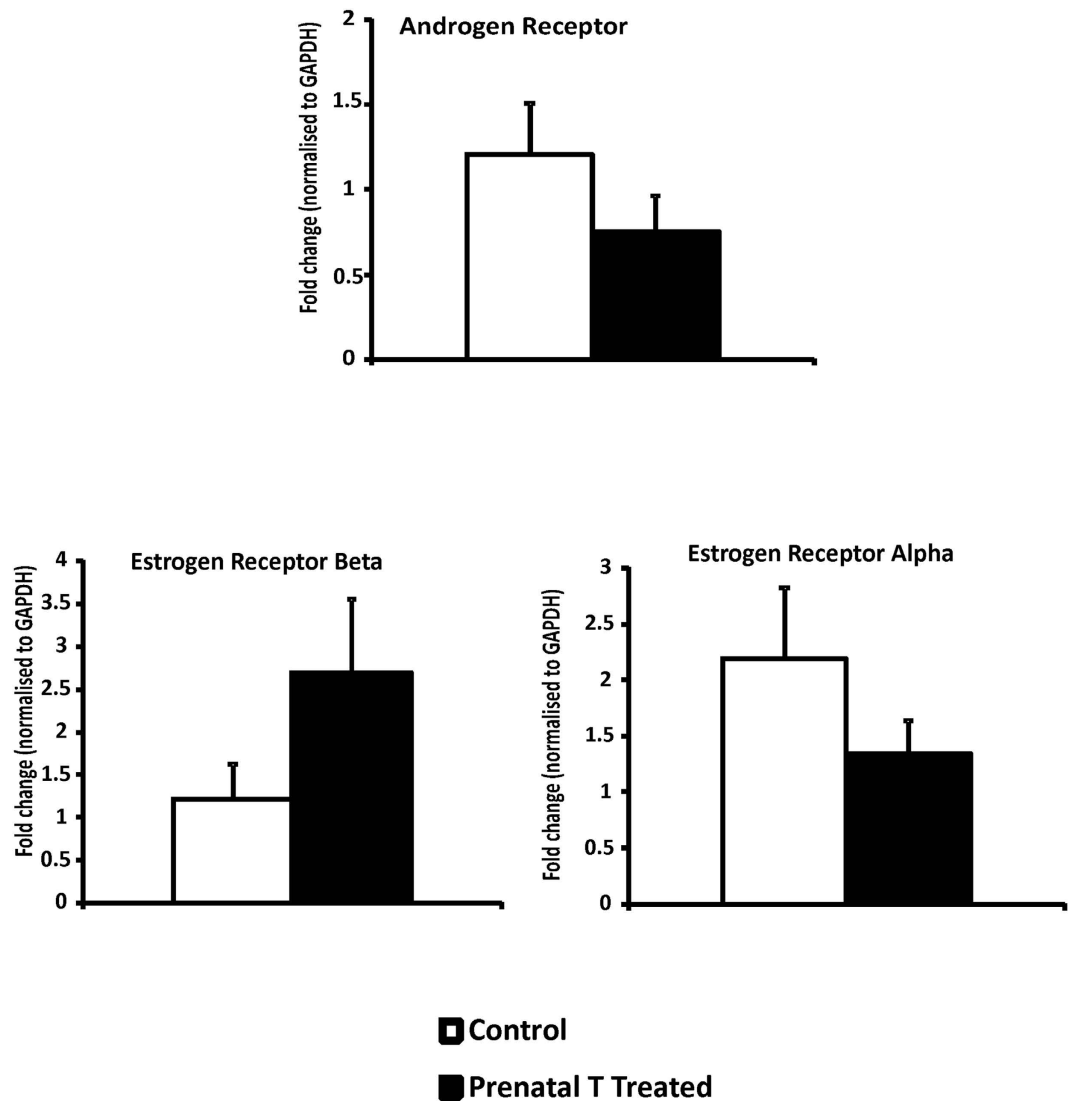 Androgen Receptor
Fold change (normalised to GAPDH)
2
1.5
1
0.5
0
Estrogen Receptor Beta
Fold change (normalised to GAPDH)
4
3.5
3
2.5
2
1.5
1
0.5
0
Estrogen Receptor Alpha
Fold change (normalised to GAPDH)
3
2.5
2
1.5
1
0.5
0
Control
Prenatal T Treated